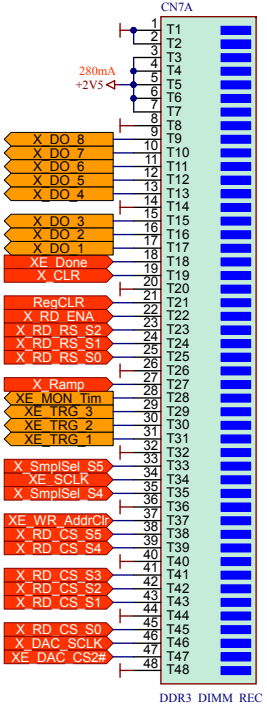 CN7A
1 T1
2 T2
3 T3
280mA 4 T4
+2V5 5 T5
6 T6
7 T7
8 T8
X_DO_8 9 T9
X_DO_7 10 T10
X_DO_6 11 T11
X_DO_5 12 T12
X_DO_4 13 T13
14 T14
X_DO_3 15 T15
X_DO_2 16 T16
X_DO_1 17 T17
XE_Done 18 T18
X_CLR 19 T19
20 T20
RegCLR 21 T21
X_RD_ENA 22 T22
X_RD_RS_S2 23 T23
X_RD_RS_S1 24 T24
X_RD_RS_S0 25 T25
26 T26
X_Ramp 27 T27
XE_MON_Tim 28 T28
XE_TRG_3 29 T29
XE_TRG_2 30 T30
XE_TRG_1 31 T31
32 T32
X_SmplSel_S5 33 T33
XE_SCLK 34 T34
X_SmplSel_S4 35 T35
36 T36
XE_WR_AddrClr 37 T37
X_RD_CS_S5 38 T38
X_RD_CS_S4 39 T39
40 T40
X_RD_CS_S3 41 T41
X_RD_CS_S2 42 T42
X_RD_CS_S1 43 T43
44 T44
X_RD_CS_S0 45 T45
X_DAC_SCLK 46 T46
XE_DAC_CS2# 47 T47
48 T48
DDR3_DIMM_REC